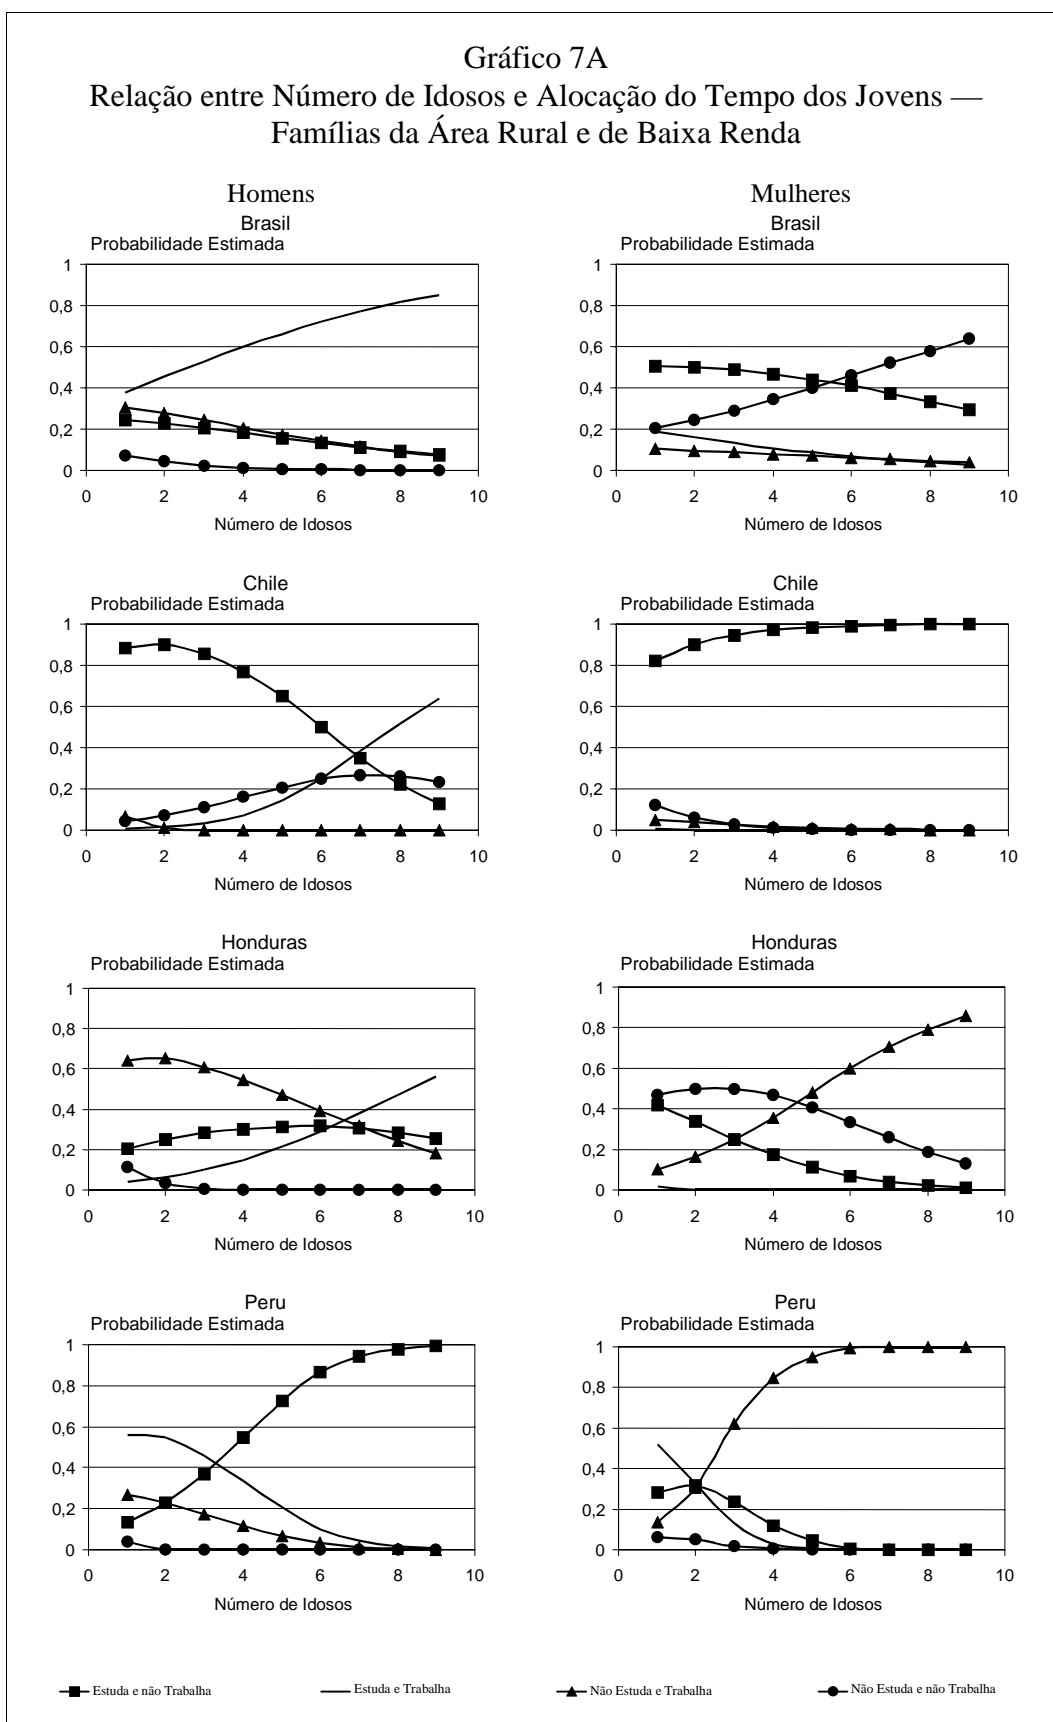 Gráfico 7A
Relação entre Número de Idosos e Alocação do Tempo dos Jovens —
Famílias da Área Rural e de Baixa Renda
Homens
Mulheres
Brasil
Probabilidade Estimada
1
0,8
0,6
0,4
0,2
0
0 2 4 6 8 10
Número de Idosos
Brasil
Probabilidade Estimada
1
0,8
0,6
0,4
0,2
0
0 2 4 6 8 10
Número de Idosos
Chile
Probabilidade Estimada
1
0,8
0,6
0,4
0,2
0
0 2 4 6 8 10
Número de Idosos
Chile
Probabilidade Estimada
1
0,8
0,6
0,4
0,2
0
0 2 4 6 8 10
Número de Idosos
Honduras
Probabilidade Estimada
1
0,8
0,6
0,4
0,2
0
0 2 4 6 8 10
Número de Idosos
Honduras
Probabilidade Estimada
1
0,8
0,6
0,4
0,2
0
0 2 4 6 8 10
Número de Idosos
Peru
Probabilidade Estimada
1
0,8
0,6
0,4
0,2
0
0 2 4 6 8 10
Número de Idosos
Peru
Probabilidade Estimada
1
0,8
0,6
0,4
0,2
0
0 2 4 6 8 10
Número de Idosos
Estuda e não Trabalha
Estuda e Trabalha
Não Estuda e Trabalha
Não Estuda e não Trabalha